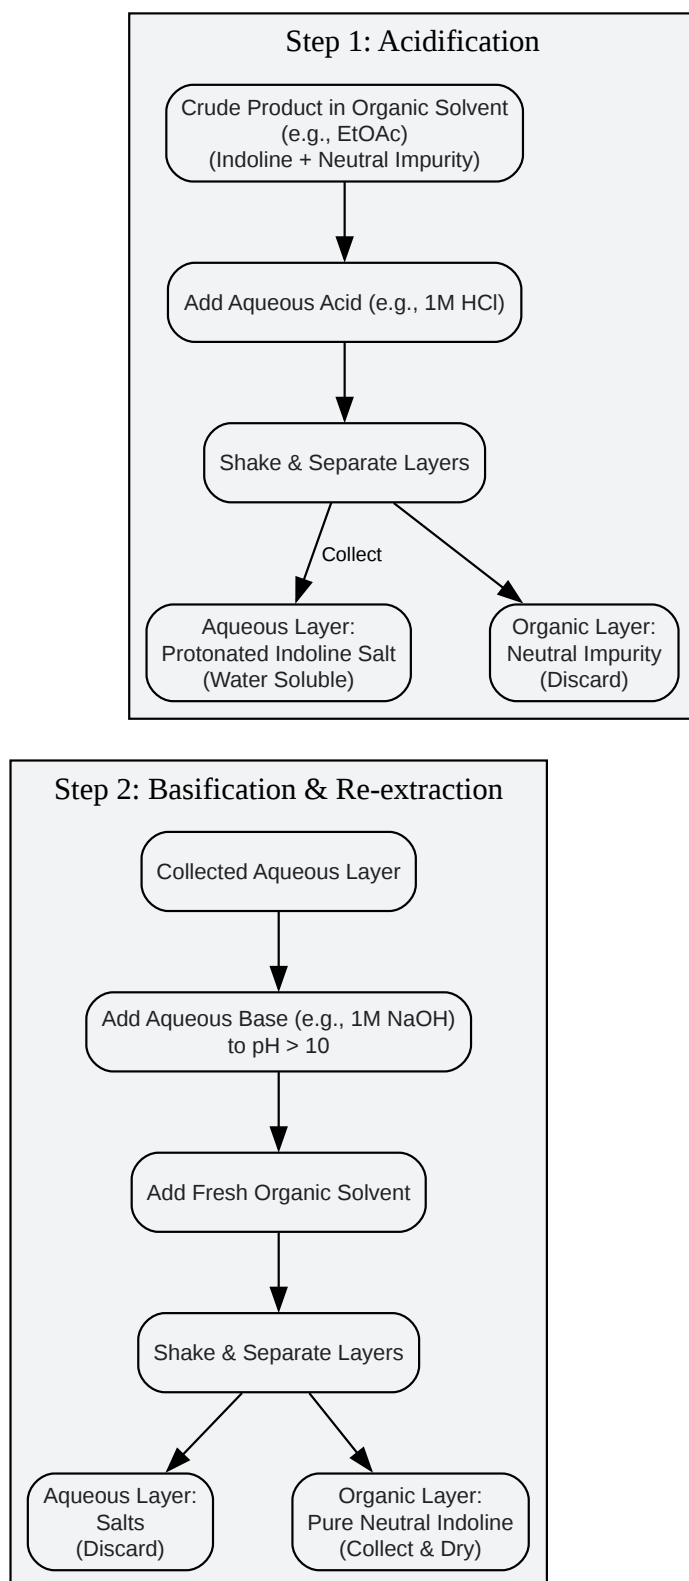 Step 1: Acidification
Crude Product in Organic Solvent
(e.g., EtOAc)
(Indoline + Neutral Impurity)
Add Aqueous Acid (e.g., 1M HCl)
Shake & Separate Layers
Collect
Aqueous Layer:
Protonated Indoline Salt
(Water Soluble)
Organic Layer:
Neutral Impurity
(Discard)
Step 2: Basification & Re-extraction
Collected Aqueous Layer
Add Aqueous Base (e.g., 1M NaOH)
to pH > 10
Add Fresh Organic Solvent
Shake & Separate Layers
Aqueous Layer:
Salts
(Discard)
Organic Layer:
Pure Neutral Indoline
(Collect & Dry)